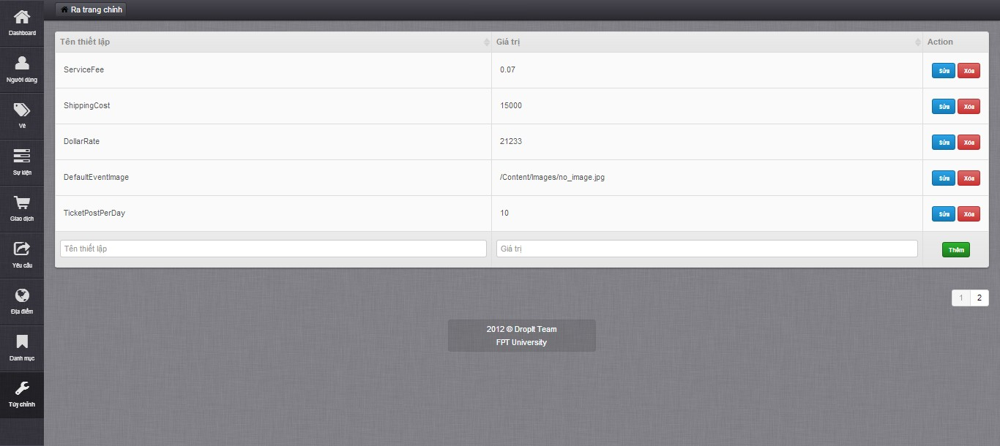 Ra trang chính
Dashboard
Người dùng
Vé
Sự kiện
Giao dịch
Yêu cầu
Địa điểm
Danh mục
Tùy chỉnh
Tên thiết lập Giá trị Action
ServiceFee 0.07 Sửa Xóa
ShippingCost 15000 Sửa Xóa
DollarRate 21233 Sửa Xóa
DefaultEventImage /Content/Images/no_image.jpg Sửa Xóa
TicketPostPerDay 10 Sửa Xóa
Tên thiết lập Giá trị Thêm
1 2
2012 © DropIt Team
FPT University